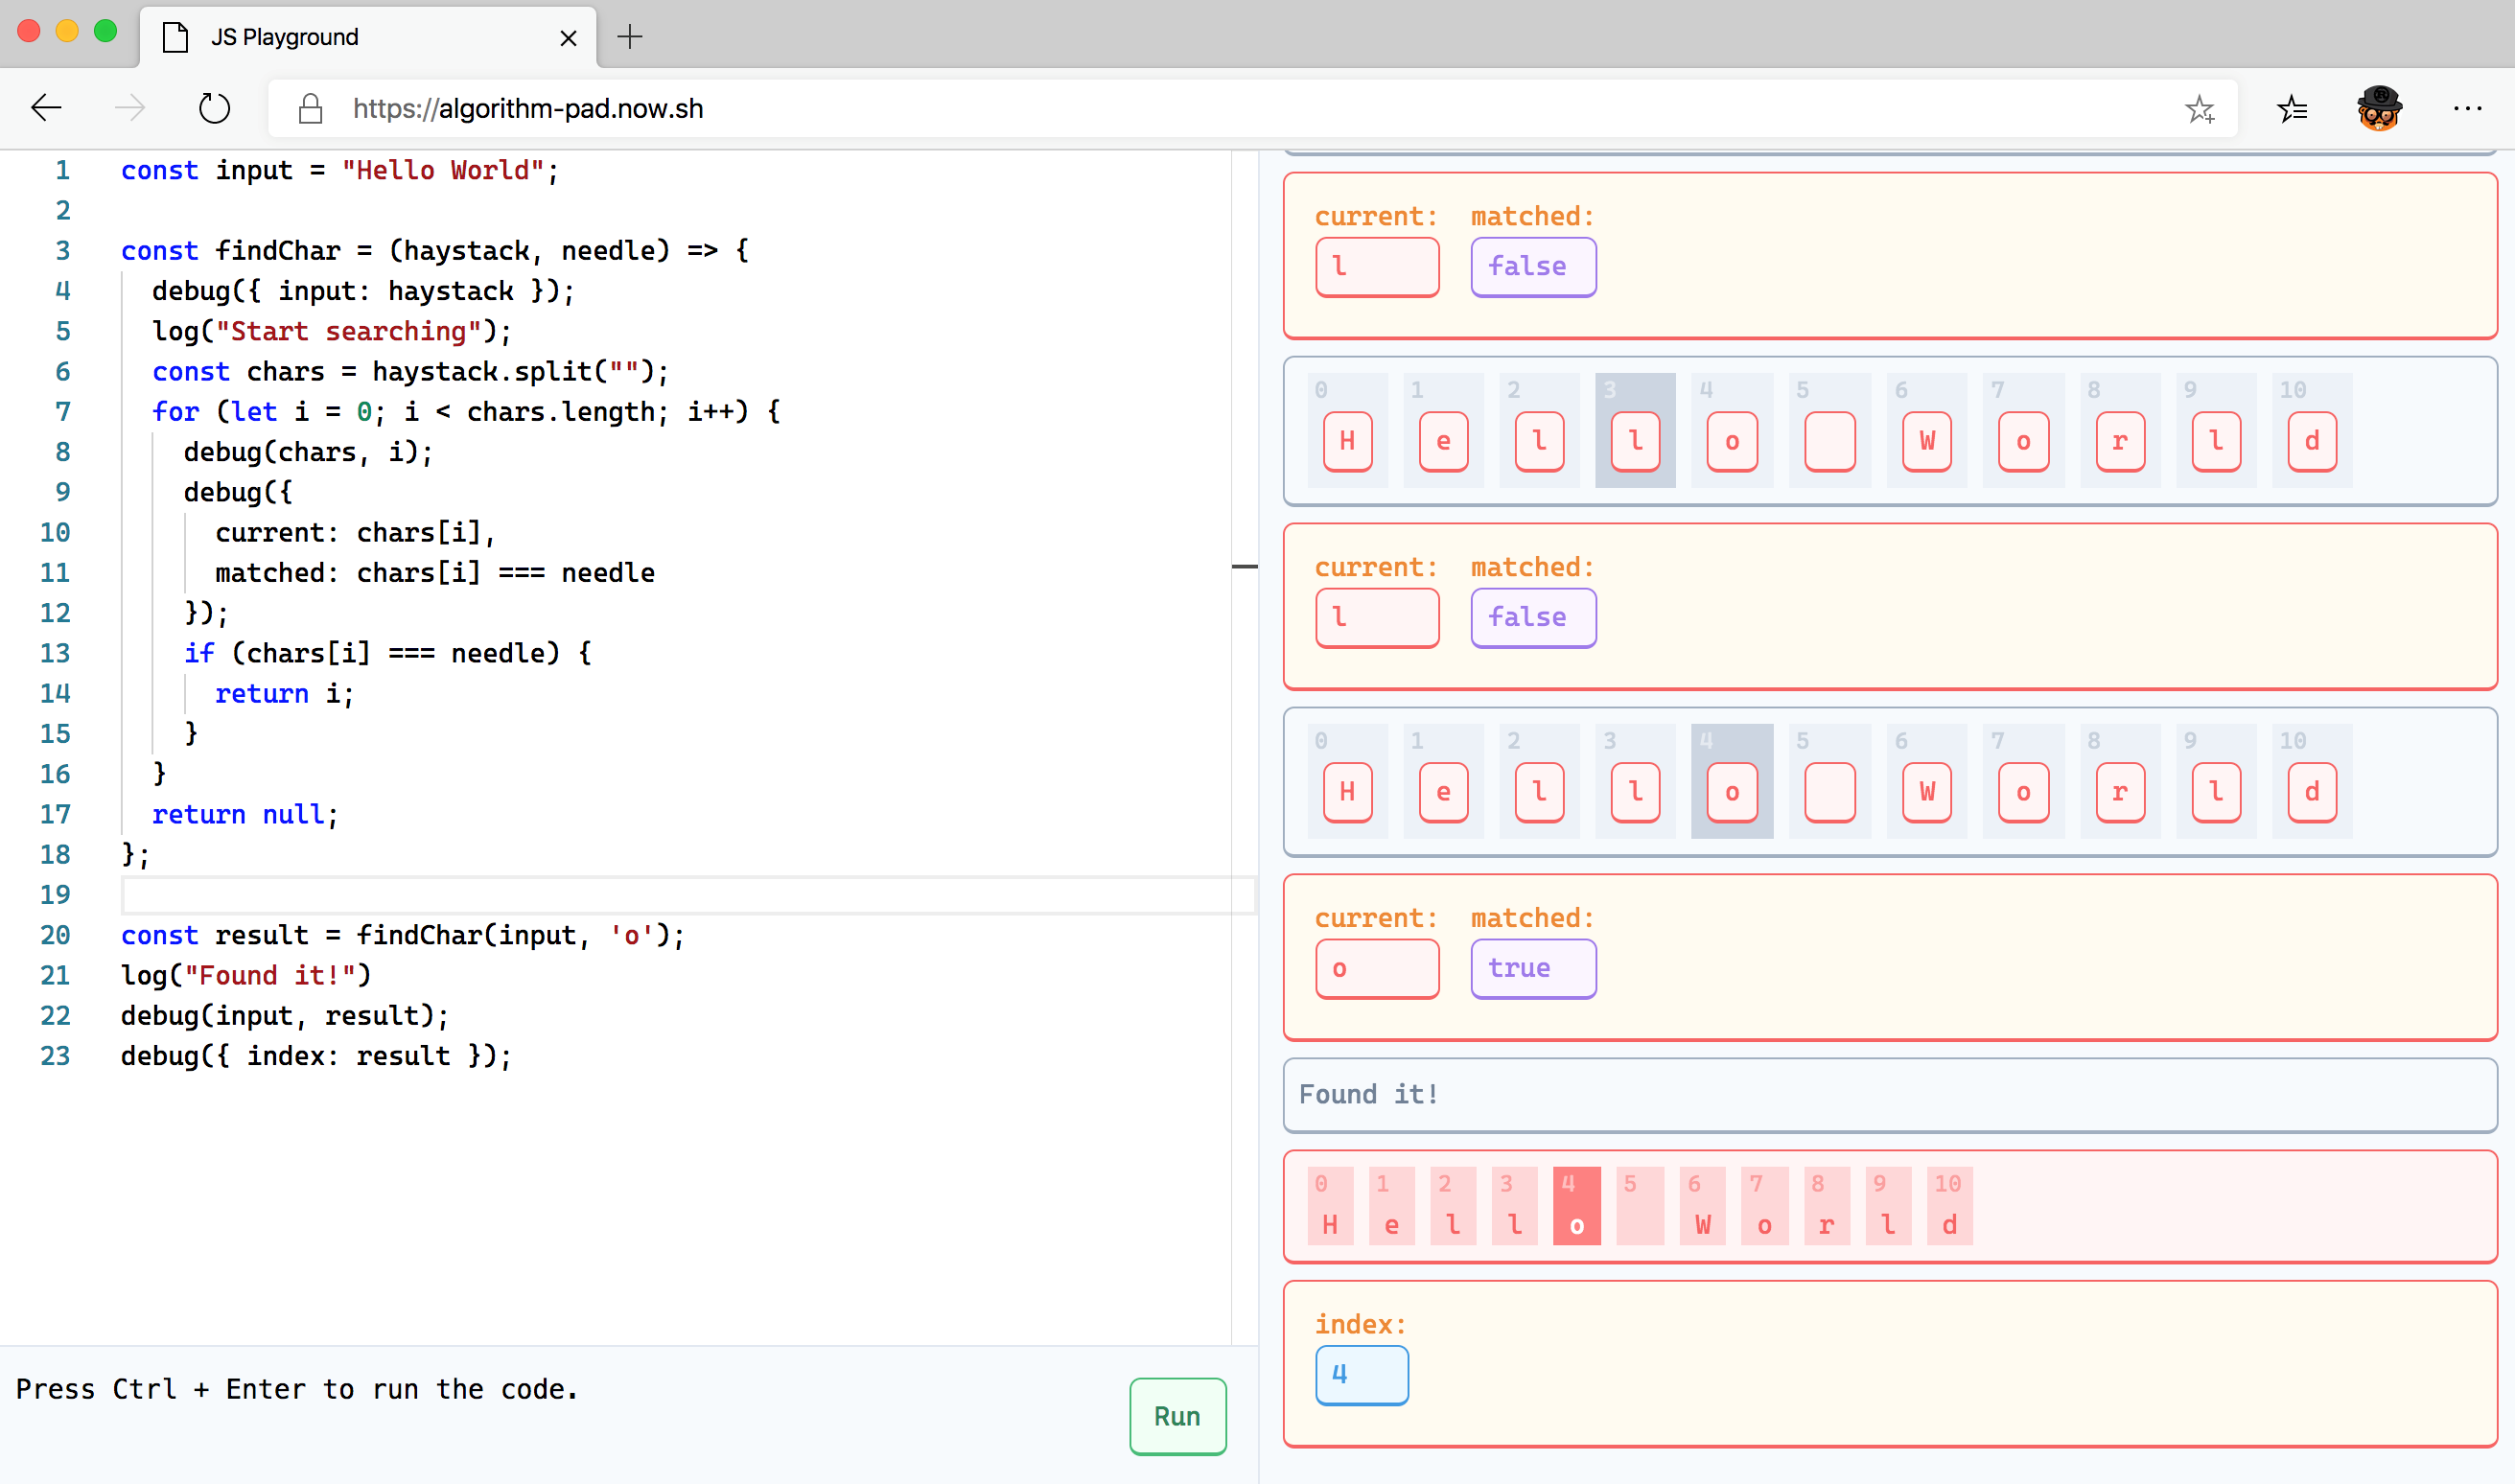 JS Playground
https://algorithm-pad.now.sh
1 const input = "Hello World";
2
3 const findChar = (haystack, needle) => {
4 debug({ input: haystack });
5 log("Start searching");
6 const chars = haystack.split("");
7 for (let i = 0; i < chars.length; i++) {
8 debug(chars, i);
9 debug({
10 current: chars[i],
11 matched: chars[i] === needle
12 });
13 if (chars[i] === needle) {
14 return i;
15 }
16 }
17 return null;
18 };
19
20 const result = findChar(input, 'o');
21 log("Found it!")
22 debug(input, result);
23 debug({ index: result });
Press Ctrl + Enter to run the code.
Run
current: matched:
l false
0 1 2 3 4 5 6 7 8 9 10
H e l l o W o r l d
current: matched:
l false
0 1 2 3 4 5 6 7 8 9 10
H e l l o W o r l d
current: matched:
o true
Found it!
0 1 2 3 4 5 6 7 8 9 10
H e l l o W o r l d
index:
4